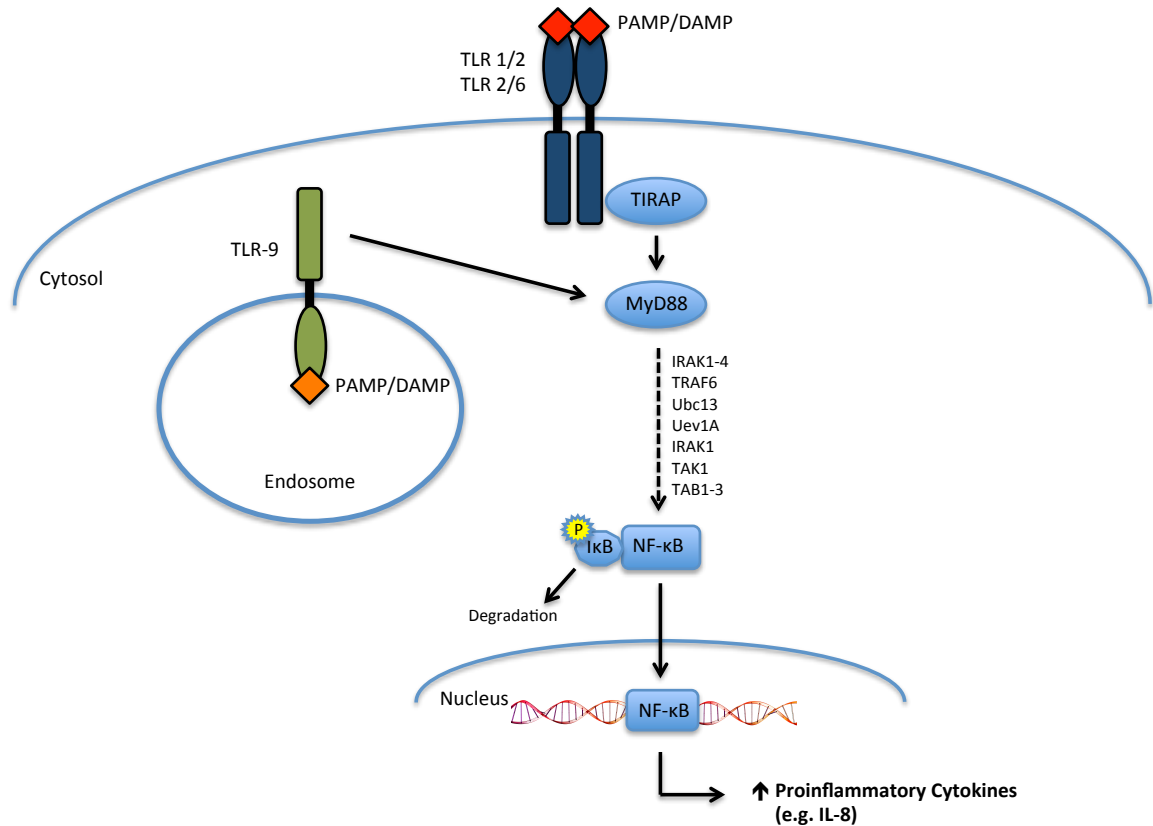 PAMP/DAMP
TLR 1/2
TLR 2/6
TIRAP
TLR-9
Cytosol
MyD88
PAMP/DAMP
IRAK1-4
TRAF6
Ubc13
Uev1A
IRAK1
TAK1
TAB1-3
Endosome
P
IκB
NF-κB
Degradation
Nucleus
NF-κB
Proinflammatory Cytokines
(e.g. IL-8)